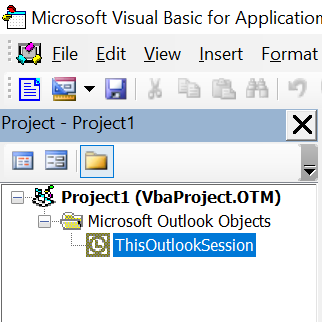 Microsoft Visual Basic for Application
File Edit View Insert Format
Project - Project1
Project1 (VbaProject.OTM)
Microsoft Outlook Objects
ThisOutlookSession